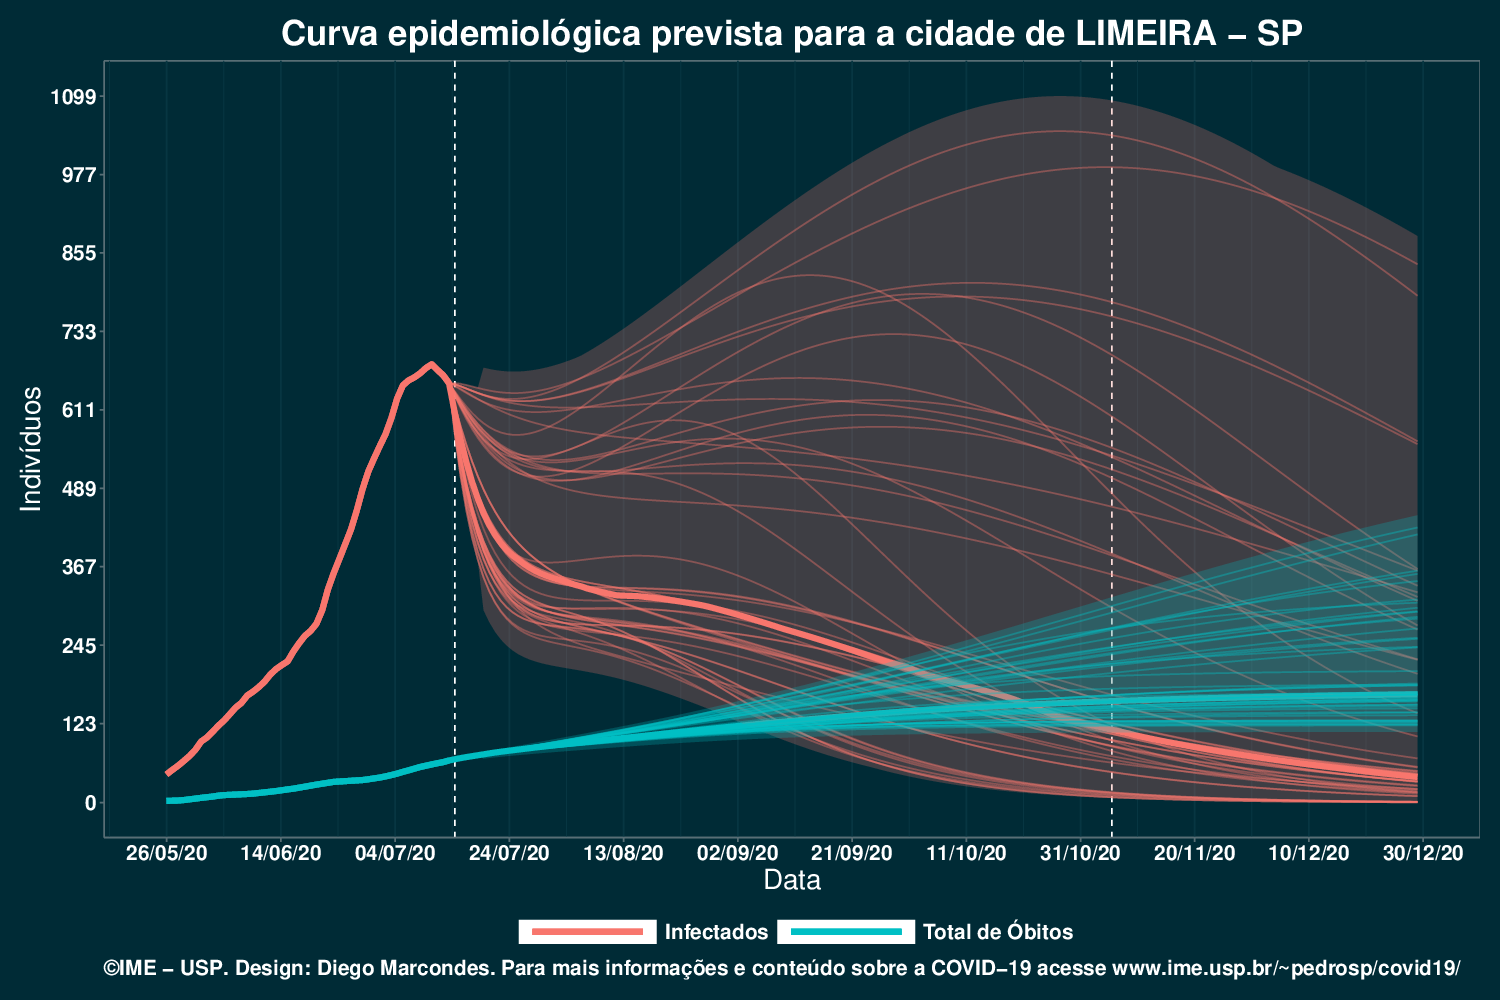 Curva epidemiológica prevista para a cidade de LIMEIRA – SP
1099
977
855
733
611
489
367
245
123
0
Indivíduos
26/05/20 14/06/20 04/07/20 24/07/20 13/08/20 02/09/20 21/09/20 11/10/20 31/10/20 20/11/20 10/12/20 30/12/20
Data
Infectados Total de Óbitos
©IME – USP. Design: Diego Marcondes. Para mais informações e conteúdo sobre a COVID–19 acesse www.ime.usp.br/~pedrosp/covid19/